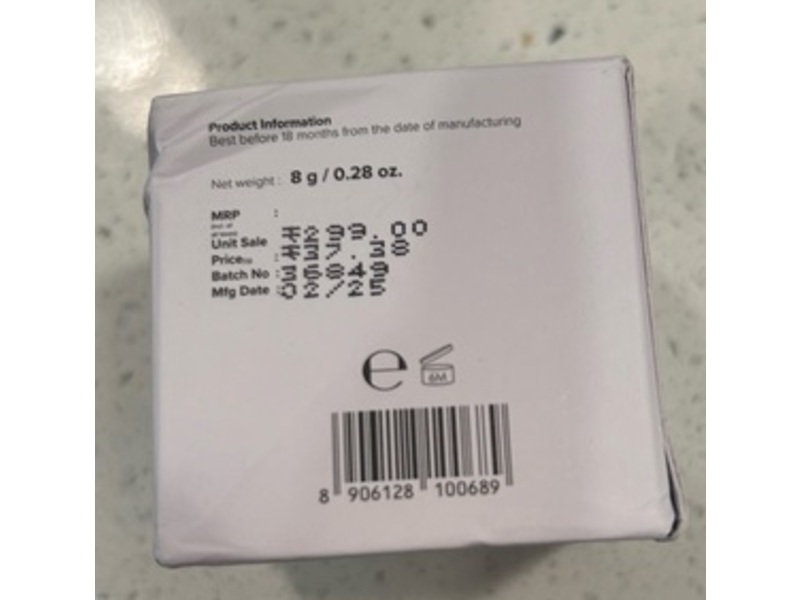 Product Information
Best before 18 months from the date of manufacturing
Net weight : 8 g / 0.28 oz.
MRP :
299.00
Unit Sale
Price : 37.38
Batch No :
Mfg Date : 02/25
e
6M
8 906128 100689